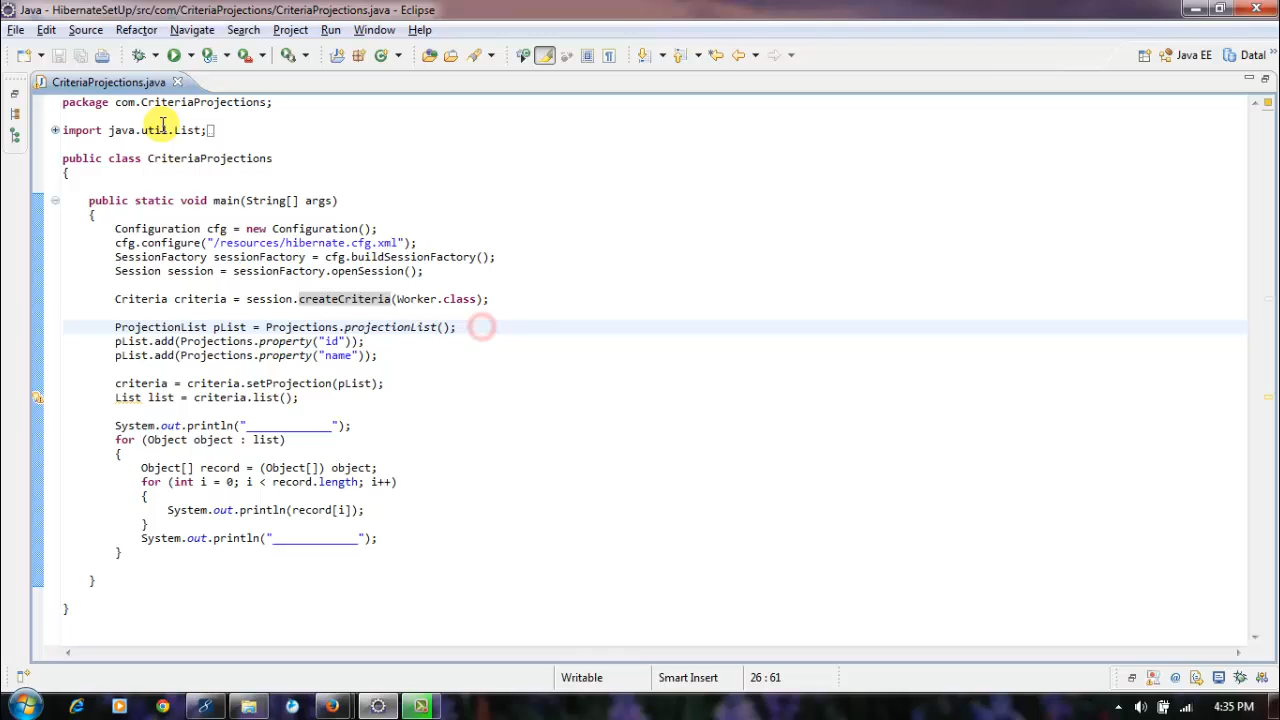 Java - HibernateSetUp/src/com/CriteriaProjections/CriteriaProjections.java - Eclipse
File Edit Source Refactor Navigate Search Project Run Window Help
Java EE Data
CriteriaProjections.java
package com.CriteriaProjections;
import java.util.List;
public class CriteriaProjections
{
public static void main(String[] args)
{
Configuration cfg = new Configuration();
cfg.configure("/resources/hibernate.cfg.xml");
SessionFactory sessionFactory = cfg.buildSessionFactory();
Session session = sessionFactory.openSession();
Criteria criteria = session.createCriteria(Worker.class);
ProjectionList pList = Projections.projectionList();
pList.add(Projections.property("id"));
pList.add(Projections.property("name"));
criteria = criteria.setProjection(pList);
List list = criteria.list();
System.out.println("_____________");
for (Object object : list)
{
Object[] record = (Object[]) object;
for (int i = 0; i < record.length; i++)
{
System.out.println(record[i]);
}
System.out.println("_____________");
}
}
}
Writable Smart Insert 26 : 61
4:35 PM